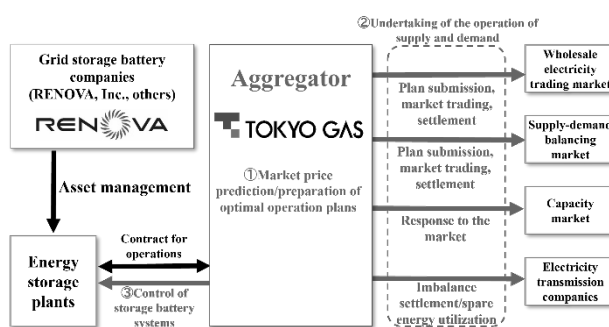 ②Undertaking of the operation of
supply and demand
Grid storage battery
companies
(RENOVA, Inc., others)
RENOVA
Asset management
Energy
storage
plants
Contract for
operations
③Control of
storage battery
systems
Aggregator
TOKYO GAS
①Market price
prediction/preparation of
optimal operation plans
Plan submission,
market trading,
settlement
Plan submission,
market trading,
settlement
Response to the
market
Imbalance
settlement/spare
energy utilization
Wholesale
electricity
trading market
Supply-demand
balancing
market
Capacity
market
Electricity
transmission
companies